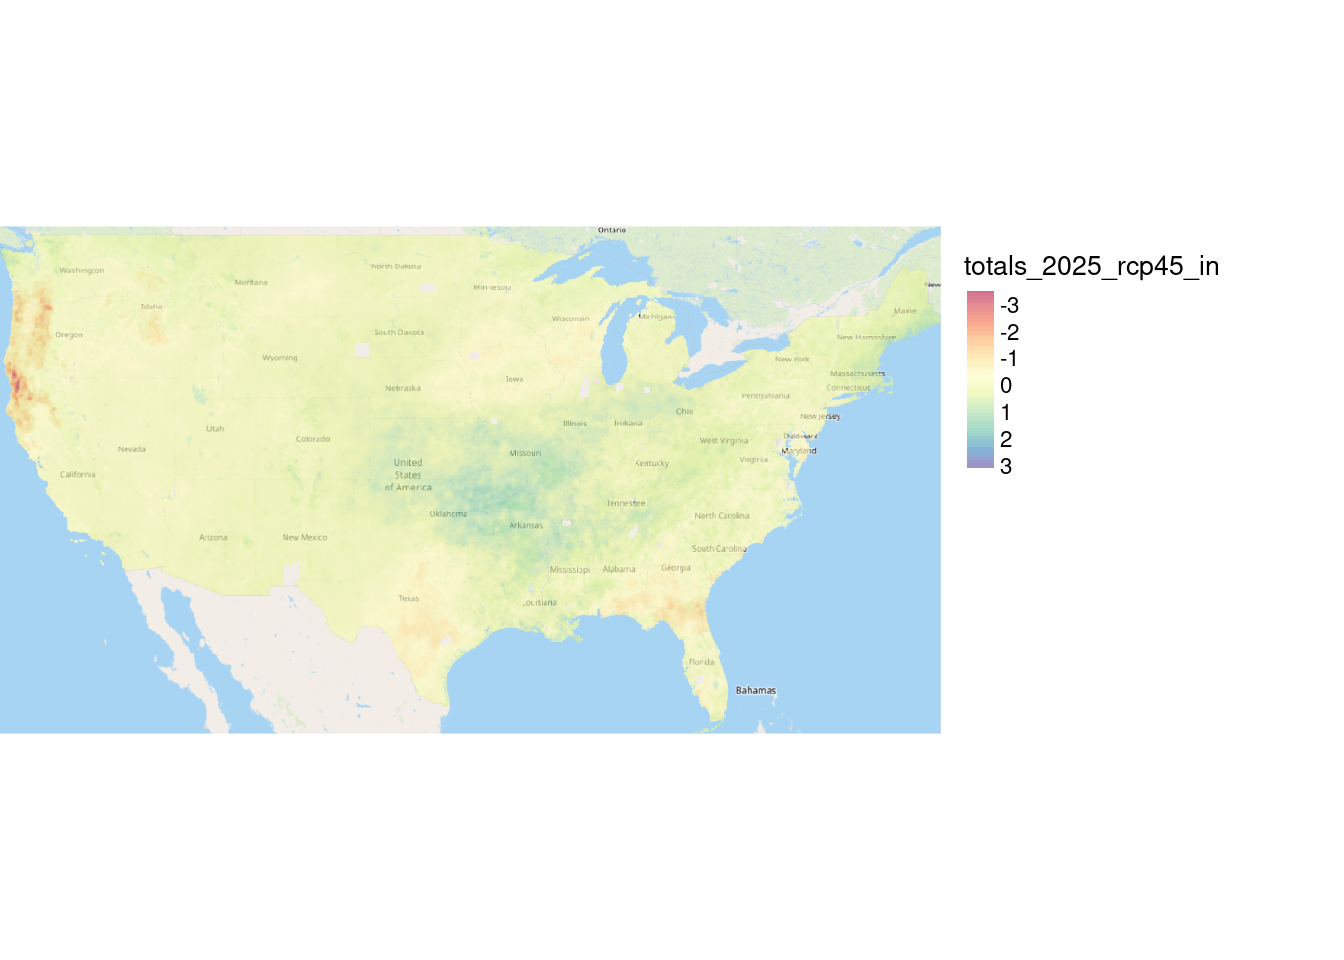 Ontario
totals_2025_rcp45_in
Washington
North Dakota
Montana
Minnesota
New
-3
Idaho
Maine
Wisconsin
Michigan
-2
Oregon
South Dakota
New Hampshire
Wyoming
New York
-1
Iowa
Massachusetts
Nebraska
Connecticut
0
Pennsylvania
Ohio
1
New Jersey
Illinois
Indiana
Utah
Delaware
Colorado
West Virginia
2
Nevada
Missouri
Maryland
United
States
of America
Kentucky
Virginia
3
California
Tennessee
Oklahoma
North Carolina
Arkansas
Arizona
New Mexico
South Carolina
Mississippi
Alabama
Georgia
Texas
Louisiana
Florida
Bahamas